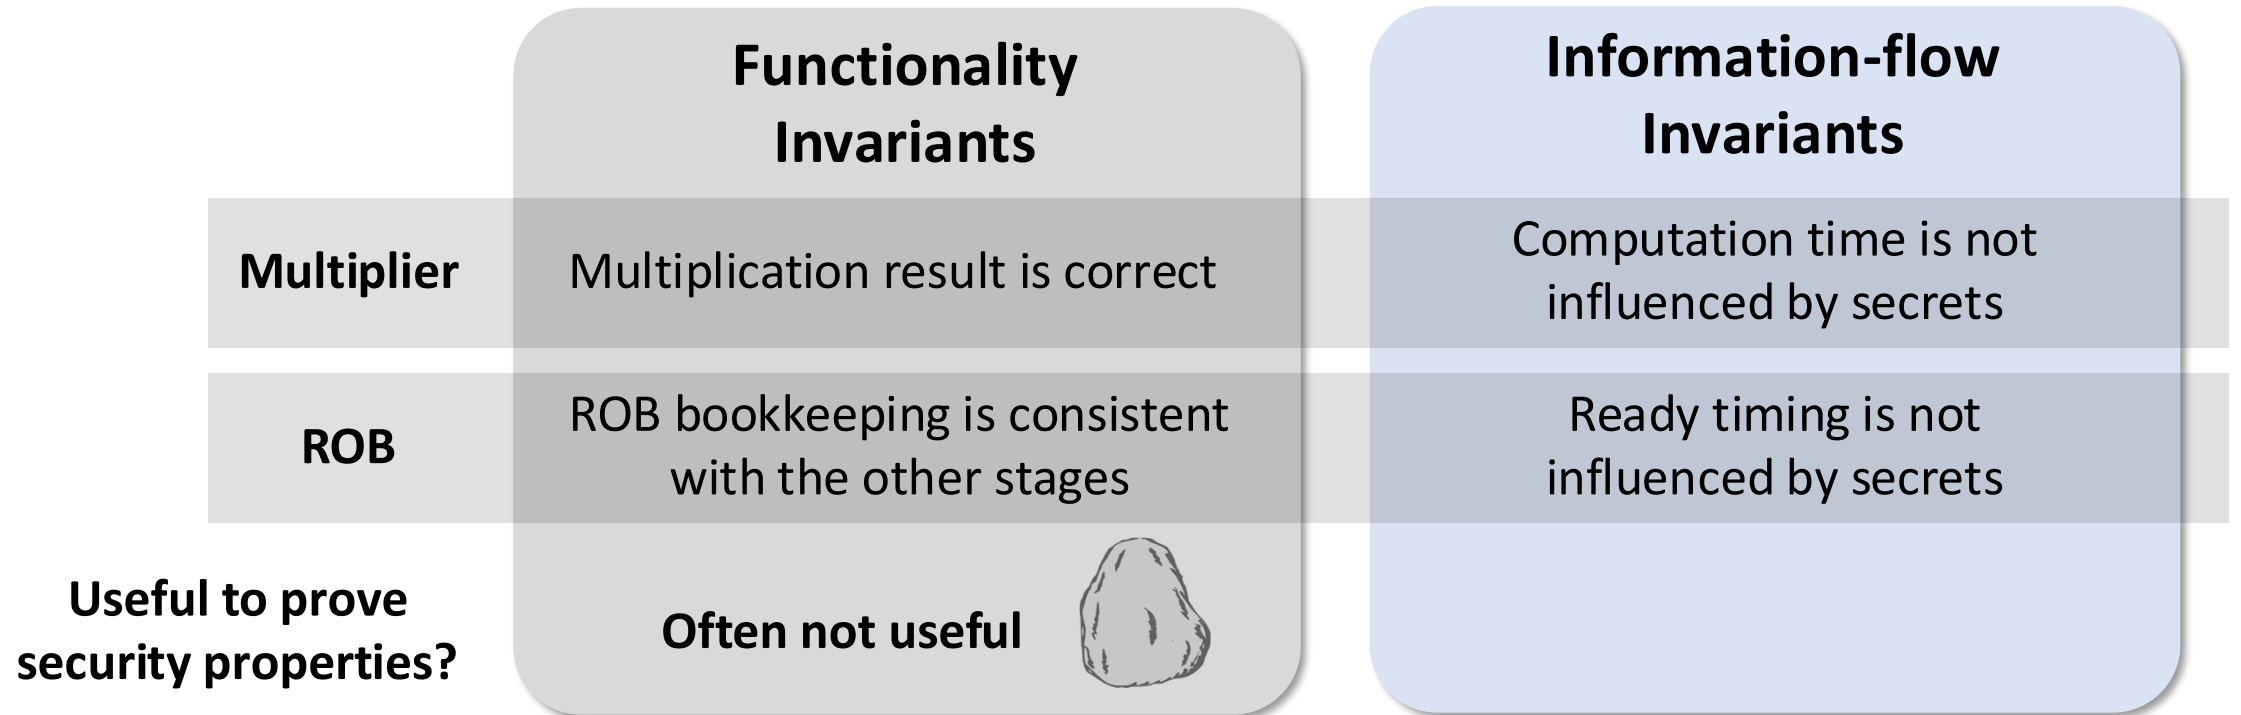 Functionality
Invariants
Information-flow
Invariants
Multiplier
Multiplication result is correct
Computation time is not
influenced by secrets
ROB
ROB bookkeeping is consistent
with the other stages
Ready timing is not
influenced by secrets
Useful to prove
security properties?
Often not useful